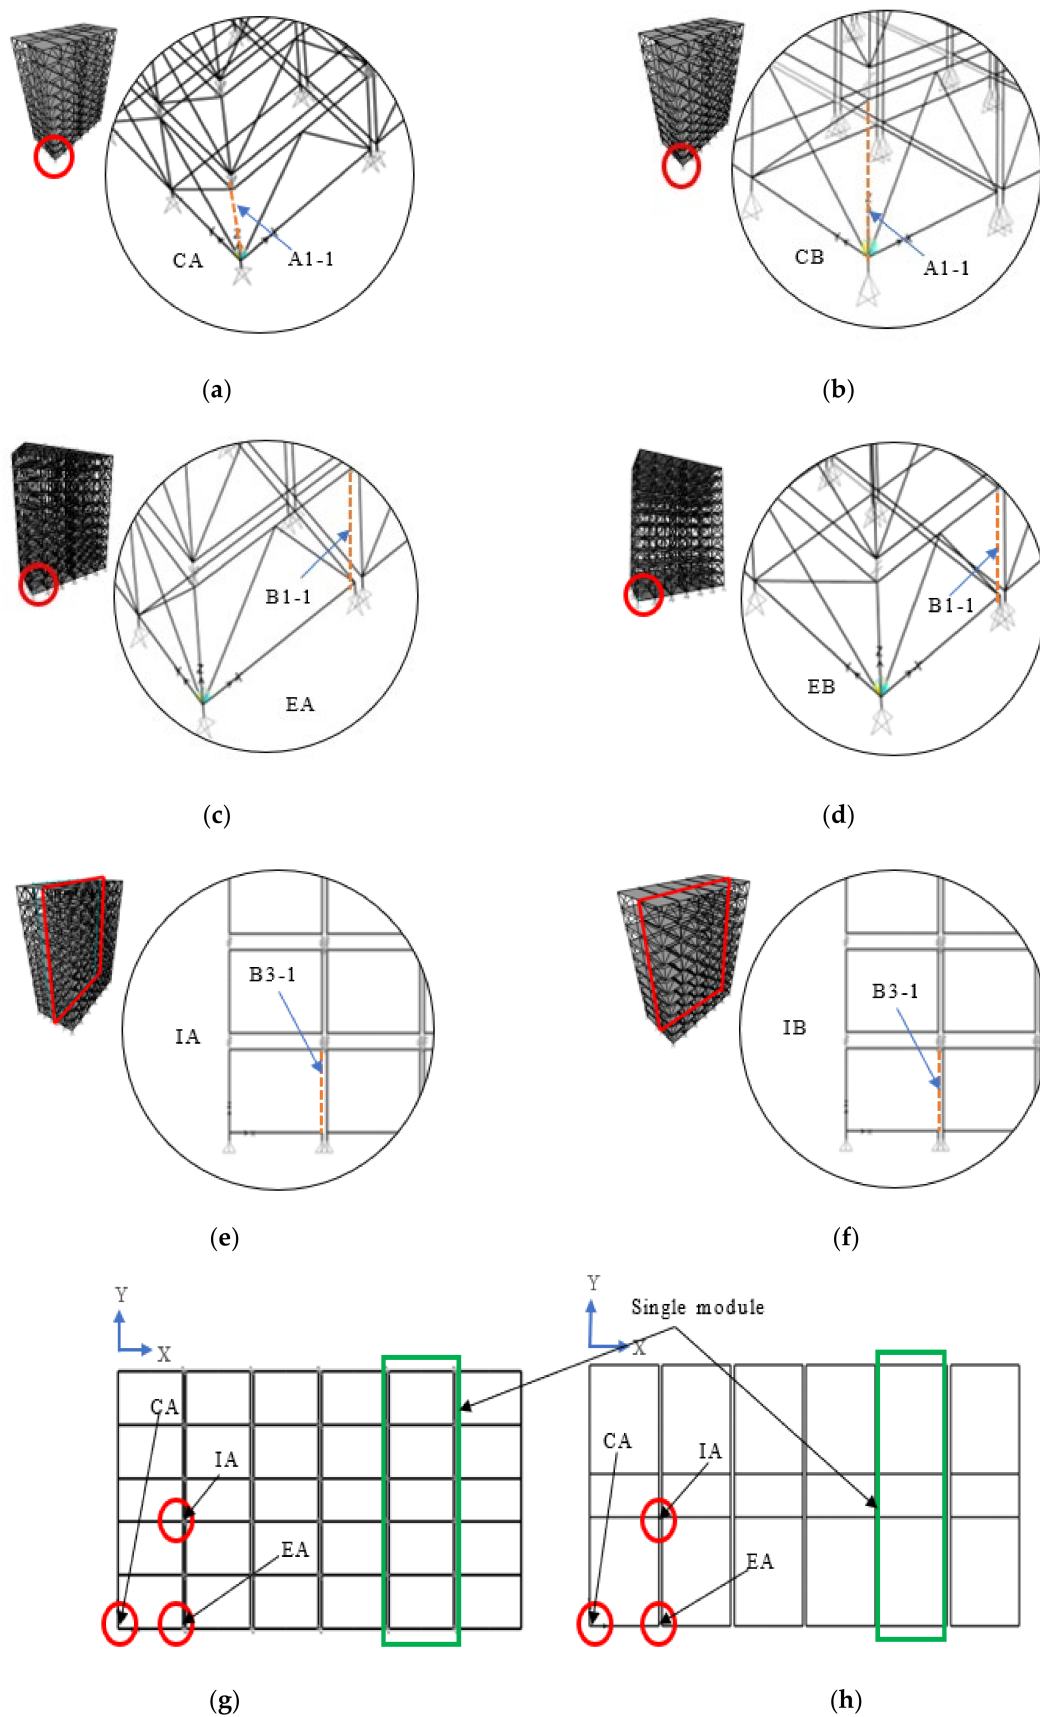 CA
A1-1
(a)
CB
A1-1
(b)
B1-1
EA
(c)
B1-1
EB
(d)
B3-1
IA
(e)
B3-1
IB
(f)
Y
X
CA
IA
EA
Single module
Y
X
CA
IA
EA
(g)
(h)